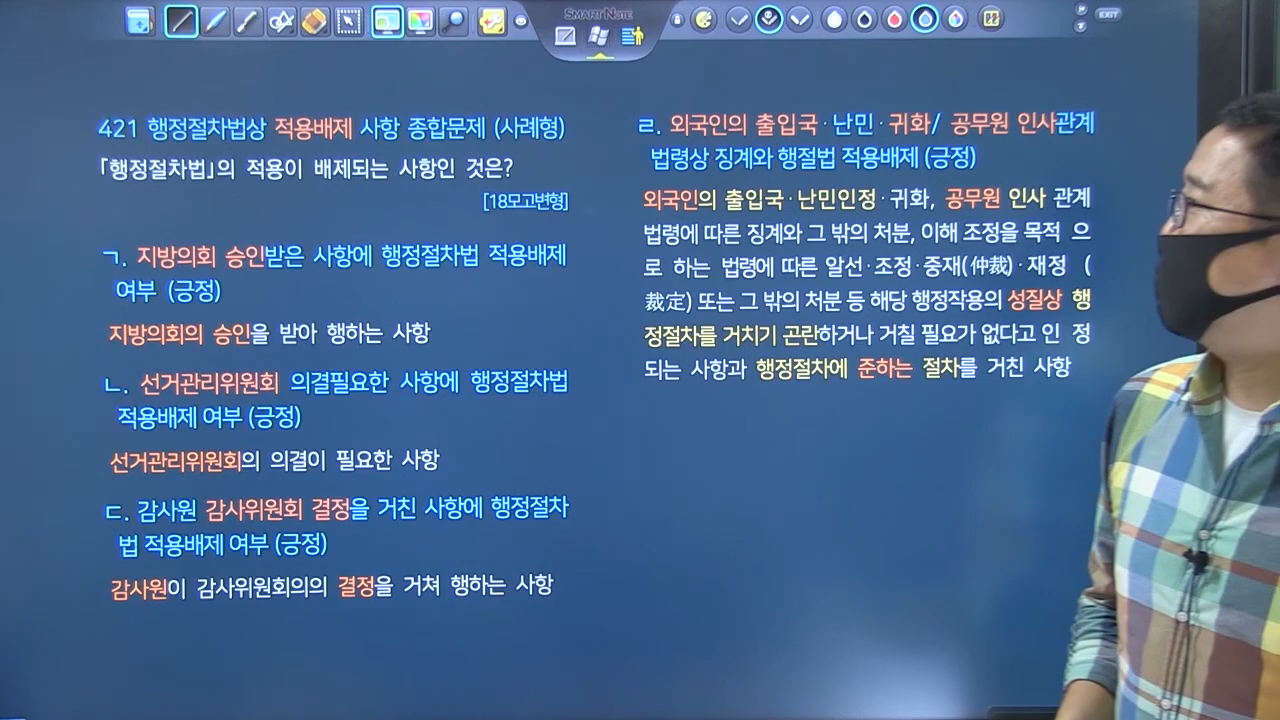 SMARTNOTE
EXIT
421 행정절차법상 적용배제 사항 종합문제 (사례형)
「행정절차법」의 적용이 배제되는 사항인 것은?
[18모고변형]
ㄱ. 지방의회 승인받은 사항에 행정절차법 적용배제
여부 (긍정)
지방의회의 승인을 받아 행하는 사항
ㄴ. 선거관리위원회 의결필요한 사항에 행정절차법
적용배제 여부 (긍정)
선거관리위원회의 의결이 필요한 사항
ㄷ. 감사원 감사위원회 결정을 거친 사항에 행정절차
법 적용배제 여부 (긍정)
감사원이 감사위원회의의 결정을 거쳐 행하는 사항
ㄹ. 외국인의 출입국·난민·귀화/ 공무원 인사관계
법령상 징계와 행절법 적용배제 (긍정)
외국인의 출입국·난민인정·귀화, 공무원 인사 관계
법령에 따른 징계와 그 밖의 처분, 이해 조정을 목적 으
로 하는 법령에 따른 알선·조정·중재(仲裁)·재정 (
裁定) 또는 그 밖의 처분 등 해당 행정작용의 성질상 행
정절차를 거치기 곤란하거나 거칠 필요가 없다고 인 정
되는 사항과 행정절차에 준하는 절차를 거친 사항